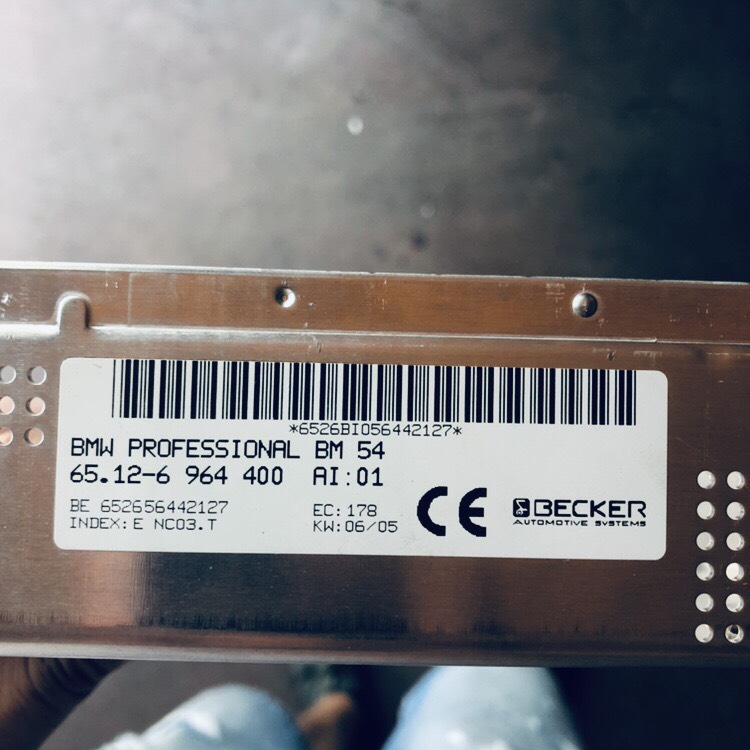 *6526BI056442127*
BMW PROFESSIONAL BM 54
65.12-6 964 400 AI:01
BE 652656442127 EC:178
INDEX:E NC03.T KW:06/05
CE
BECKER
AUTOMOTIVE SYSTEMS